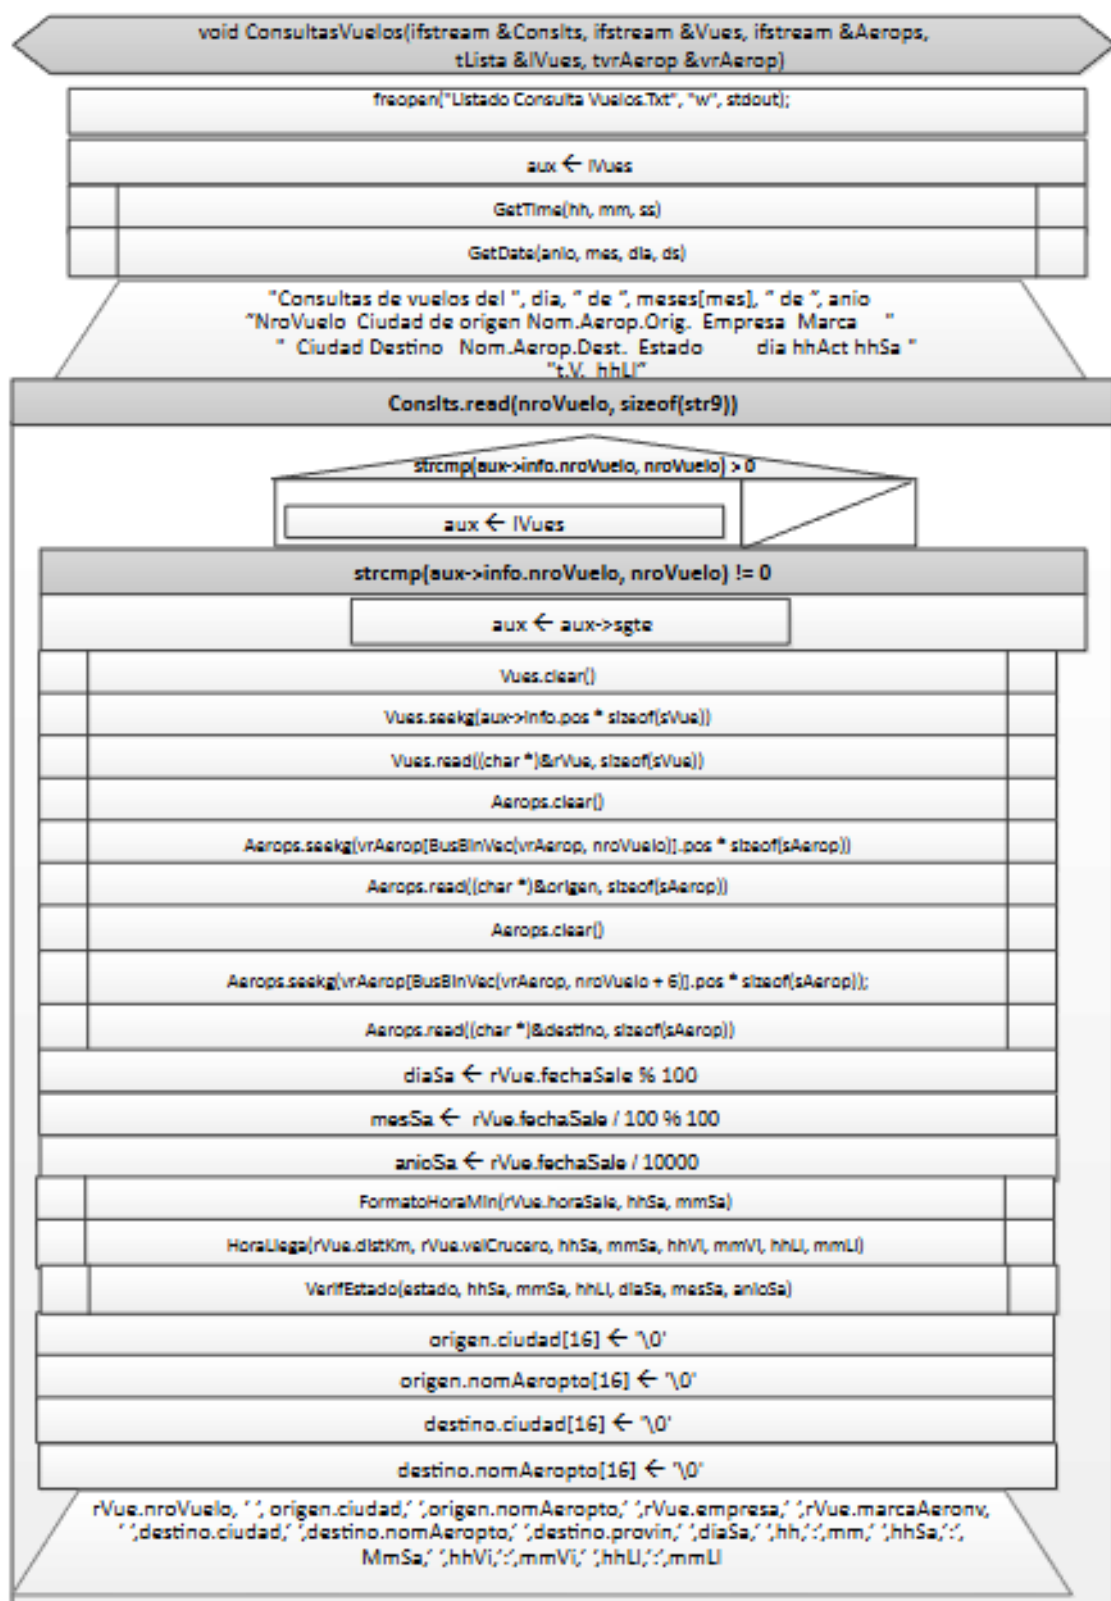 void ConsultasVuelos(ifstream &Conslts, ifstream &Vues, ifstream &Aerops,
tLista &lVues, tvrAerop &vrAerop)
freopen("Listado Consulta Vuelos.Txt", "w", stdout);
aux ← lVues
GetTime(hh, mm, ss)
GetDate(anio, mes, dia, ds)
"Consultas de vuelos del ", dia, " de ", meses[mes], " de ", anio
"NroVuelo Ciudad de origen Nom.Aerop.Orig. Empresa Marca "
" Ciudad Destino Nom.Aerop.Dest. Estado dia hhAct hhSa "
"t.V. hhLl"
Conslts.read(nroVuelo, sizeof(str9))
strcmp(aux->info.nroVuelo, nroVuelo) > 0
aux ← lVues
strcmp(aux->info.nroVuelo, nroVuelo) != 0
aux ← aux->sgte
Vues.clear()
Vues.seekg(aux->info.pos * sizeof(sVue))
Vues.read((char *)&rVue, sizeof(sVue))
Aerops.clear()
Aerops.seekg(vrAerop[BusBinVec(vrAerop, nroVuelo)].pos * sizeof(sAerop))
Aerops.read((char *)&origen, sizeof(sAerop))
Aerops.clear()
Aerops.seekg(vrAerop[BusBinVec(vrAerop, nroVuelo + 6)].pos * sizeof(sAerop));
Aerops.read((char *)&destino, sizeof(sAerop))
diaSa ← rVue.fechaSale % 100
mesSa ← rVue.fechaSale / 100 % 100
anioSa ← rVue.fechaSale / 10000
FormatoHoraMin(rVue.horaSale, hhSa, mmSa)
HoraLlega(rVue.distKm, rVue.velCrucero, hhSa, mmSa, hhVi, mmVi, hhLl, mmLl)
VerifEstado(estado, hhSa, mmSa, hhLl, diaSa, mesSa, anioSa)
origen.ciudad[16] ← '\0'
origen.nomAeropto[16] ← '\0'
destino.ciudad[16] ← '\0'
destino.nomAeropto[16] ← '\0'
rVue.nroVuelo, ' ', origen.ciudad,' ',origen.nomAeropto,' ',rVue.empresa,' ',rVue.marcaAeronv,
' ',destino.ciudad,' ',destino.nomAeropto,' ',destino.provin,' ',diaSa,' ',hh,':',mm,' ',hhSa,':',
MmSa,' ',hhVi,':',mmVi,' ',hhLl,':',mmLl